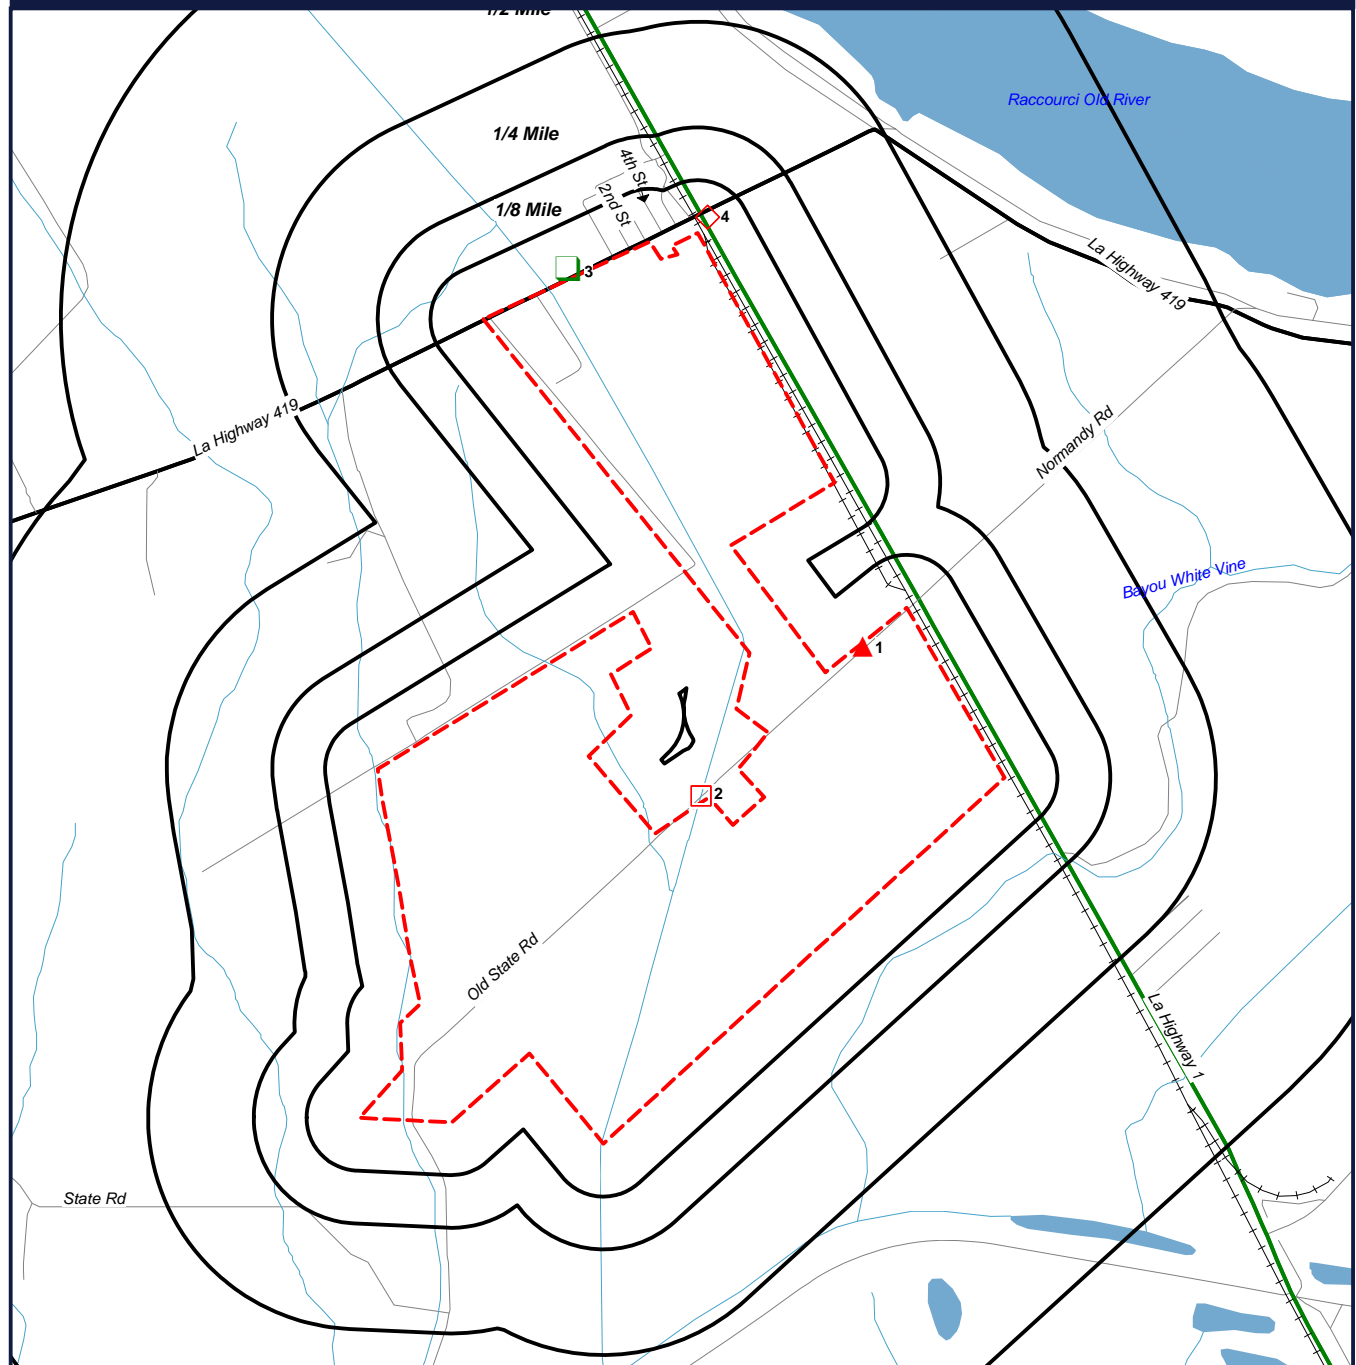 1/2 Mile
Raccourci Old River
1/4 Mile
4th St
2nd St
1/8 Mile
4
3
La Highway 419
La Highway 419
Normandy Rd
Bayou White Vine
1
2
Old State Rd
La Highway 1
State Rd